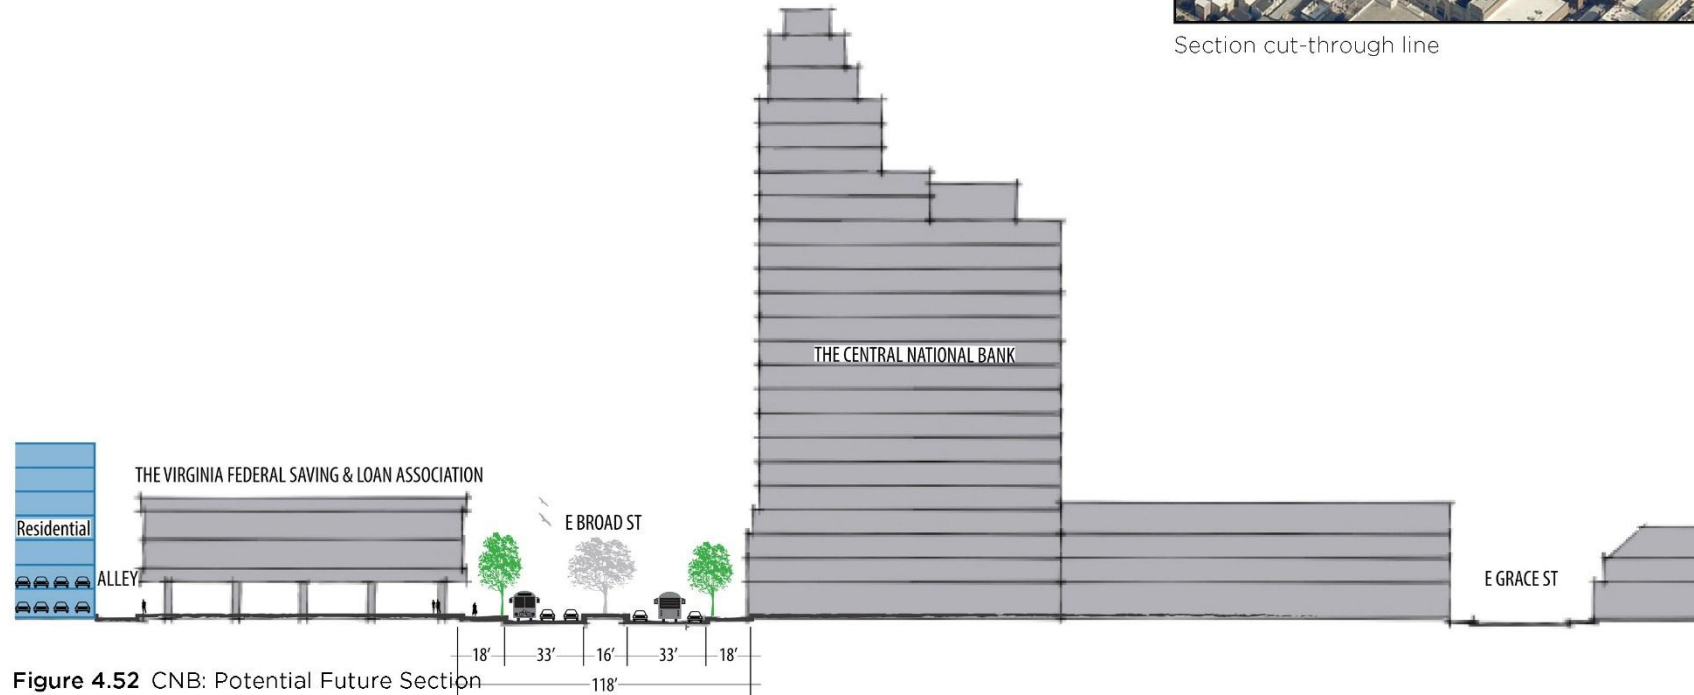 Section cut-through line
THE CENTRAL NATIONAL BANK
THE VIRGINIA FEDERAL SAVING & LOAN ASSOCIATION
E BROAD ST
Residential
ALLEY
E GRACE ST
18' 33' 16' 33' 18'
118'
Figure 4.52 CNB: Potential Future Section